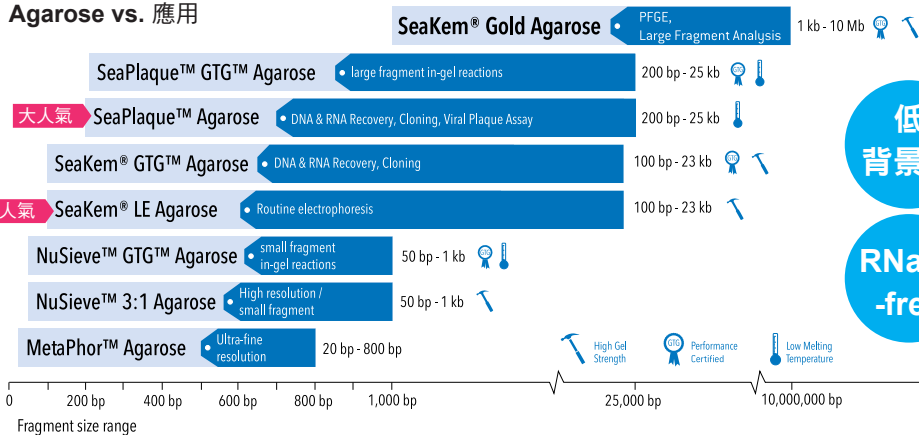 Agarose vs. 應用
SeaKem® Gold Agarose
PFGE,
Large Fragment Analysis
1 kb - 10 Mb
GTG
SeaPlaque™ GTG™ Agarose
large fragment in-gel reactions
200 bp - 25 kb
GTG
大人氣
SeaPlaque™ Agarose
DNA & RNA Recovery, Cloning, Viral Plaque Assay
200 bp - 25 kb
SeaKem® GTG™ Agarose
DNA & RNA Recovery, Cloning
100 bp - 23 kb
GTG
人氣
SeaKem® LE Agarose
Routine electrophoresis
100 bp - 23 kb
NuSieve™ GTG™ Agarose
small fragment
in-gel reactions
50 bp - 1 kb
GTG
NuSieve™ 3:1 Agarose
High resolution /
small fragment
50 bp - 1 kb
MetaPhor™ Agarose
Ultra-fine
resolution
20 bp - 800 bp
High Gel
Strength
GTG
Performance
Certified
Low Melting
Temperature
低
背景
RNa
-fre
0
200 bp
400 bp
600 bp
800 bp
1,000 bp
25,000 bp
10,000,000 bp
Fragment size range